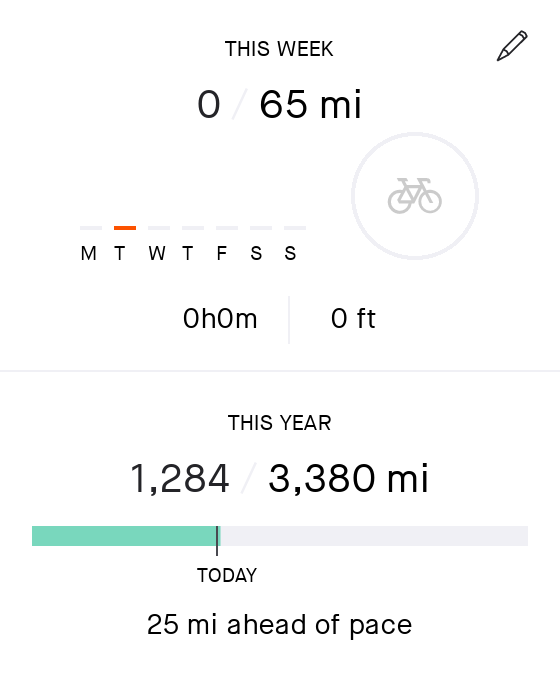 THIS WEEK
0 / 65 mi
M T W T F S S
0h0m 0 ft
THIS YEAR
1,284 / 3,380 mi
TODAY
25 mi ahead of pace